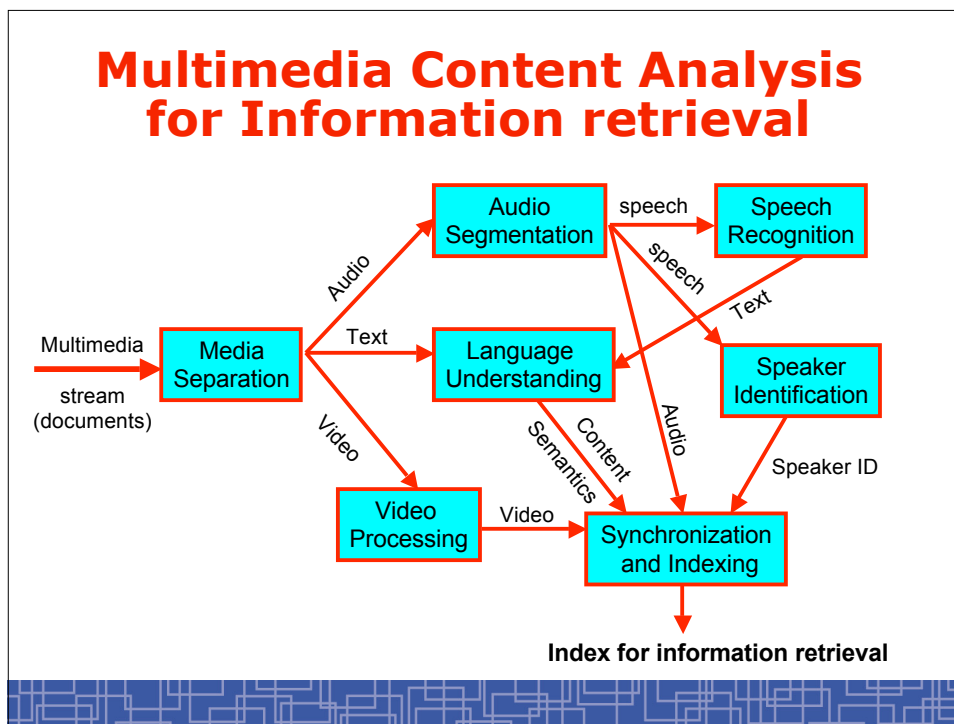 Multimedia Content Analysis
for Information retrieval
Multimedia
stream
(documents)
Media
Separation
Audio
Text
Video
Audio
Segmentation
speech
Speech
Recognition
speech
Text
Language
Understanding
Speaker
Identification
Content
Semantics
Audio
Speaker ID
Video
Processing
Video
Synchronization
and Indexing
Index for information retrieval